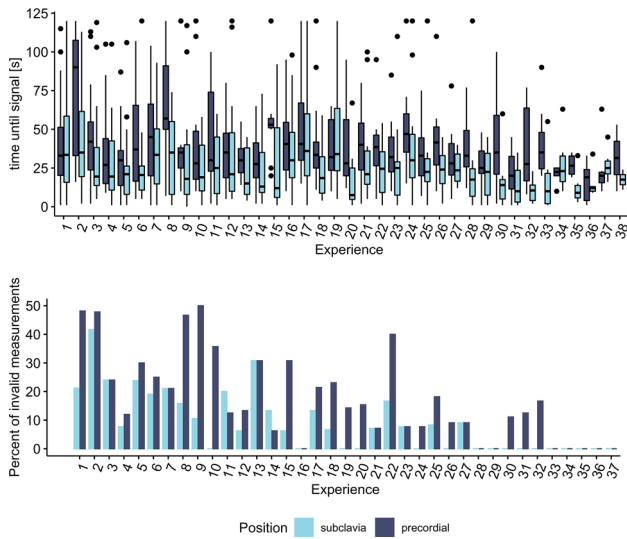 125
100
75
50
25
0
time until signal [s]
1 2 3 4 5 6 7 8 9 10 11 12 13 14 15 16 17 18 19 20 21 22 23 24 25 26 27 28 29 30 31 32 33 34 35 36 37 38
Experience
50
40
30
20
10
0
Percent of invalid measurements
1 2 3 4 5 6 7 8 9 10 11 12 13 14 15 16 17 18 19 20 21 22 23 24 25 26 27 28 29 30 31 32 33 34 35 36 37
Experience
Position subclavia precordial